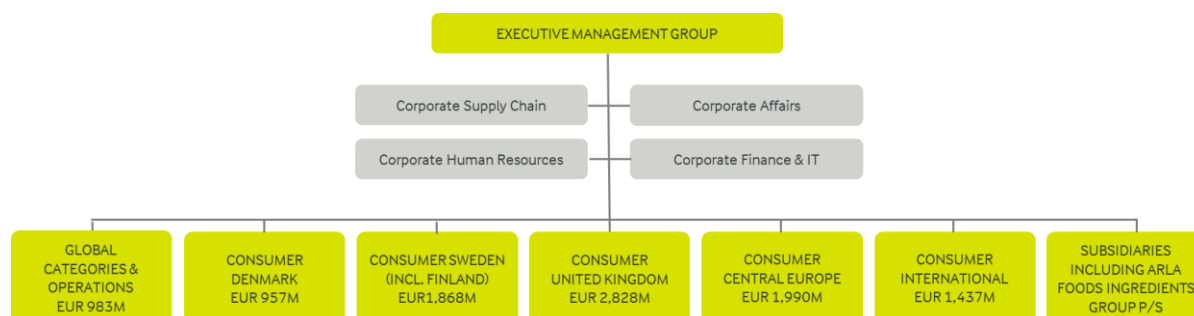 EXECUTIVE MANAGEMENT GROUP
Corporate Supply Chain
Corporate Affairs
Corporate Human Resources
Corporate Finance & IT
GLOBAL
CATEGORIES &
OPERATIONS
EUR 983M
CONSUMER
DENMARK
EUR 957M
CONSUMER SWEDEN
(INCL. FINLAND)
EUR1,868M
CONSUMER
UNITED KINGDOM
EUR 2,828M
CONSUMER
CENTRAL EUROPE
EUR 1,990M
CONSUMER
INTERNATIONAL
EUR 1,437M
SUBSIDIARIES
INCLUDING ARLA
FOODS INGREDIENTS
GROUP P/S